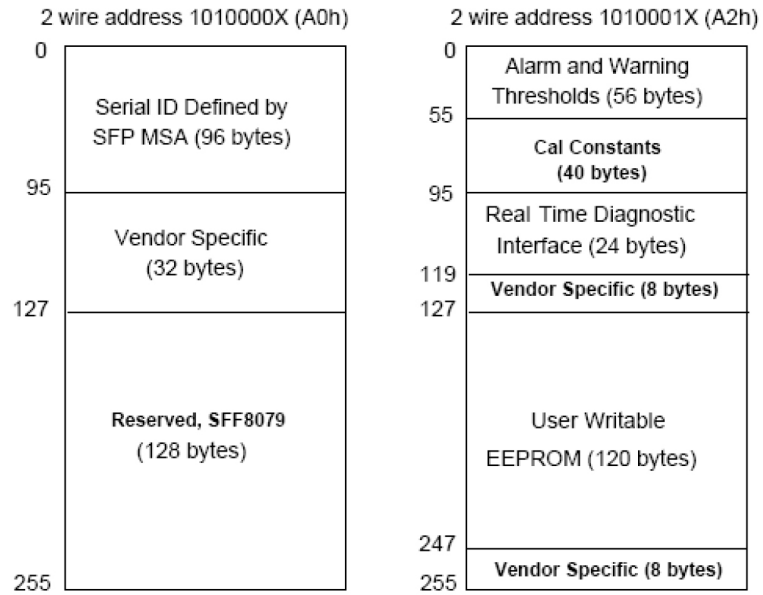 2 wire address 1010000X (A0h)
0
Serial ID Defined by
SFP MSA (96 bytes)
95
Vendor Specific
(32 bytes)
127
Reserved, SFF8079
(128 bytes)
255
2 wire address 1010001X (A2h)
0
Alarm and Warning
Thresholds (56 bytes)
55
Cal Constants
(40 bytes)
95
Real Time Diagnostic
Interface (24 bytes)
119
Vendor Specific (8 bytes)
127
User Writable
EEPROM (120 bytes)
247
Vendor Specific (8 bytes)
255